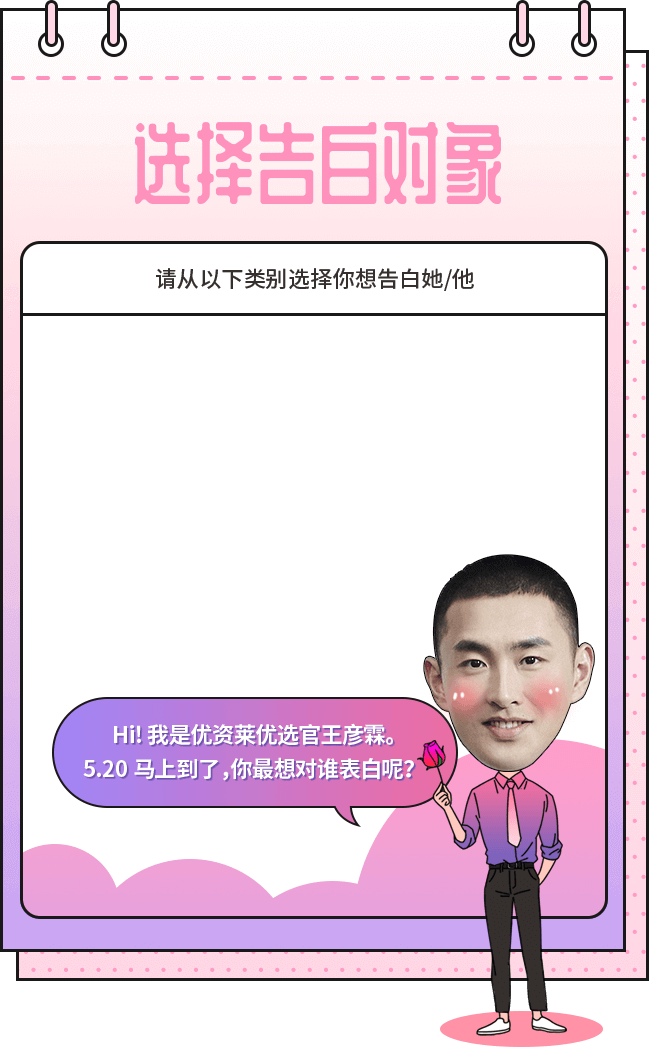 选择告白对象
请从以下类别选择你想告白她/他
Hi! 我是优资莱优选官王彦霖。
5.20 马上到了,你最想对谁表白呢?